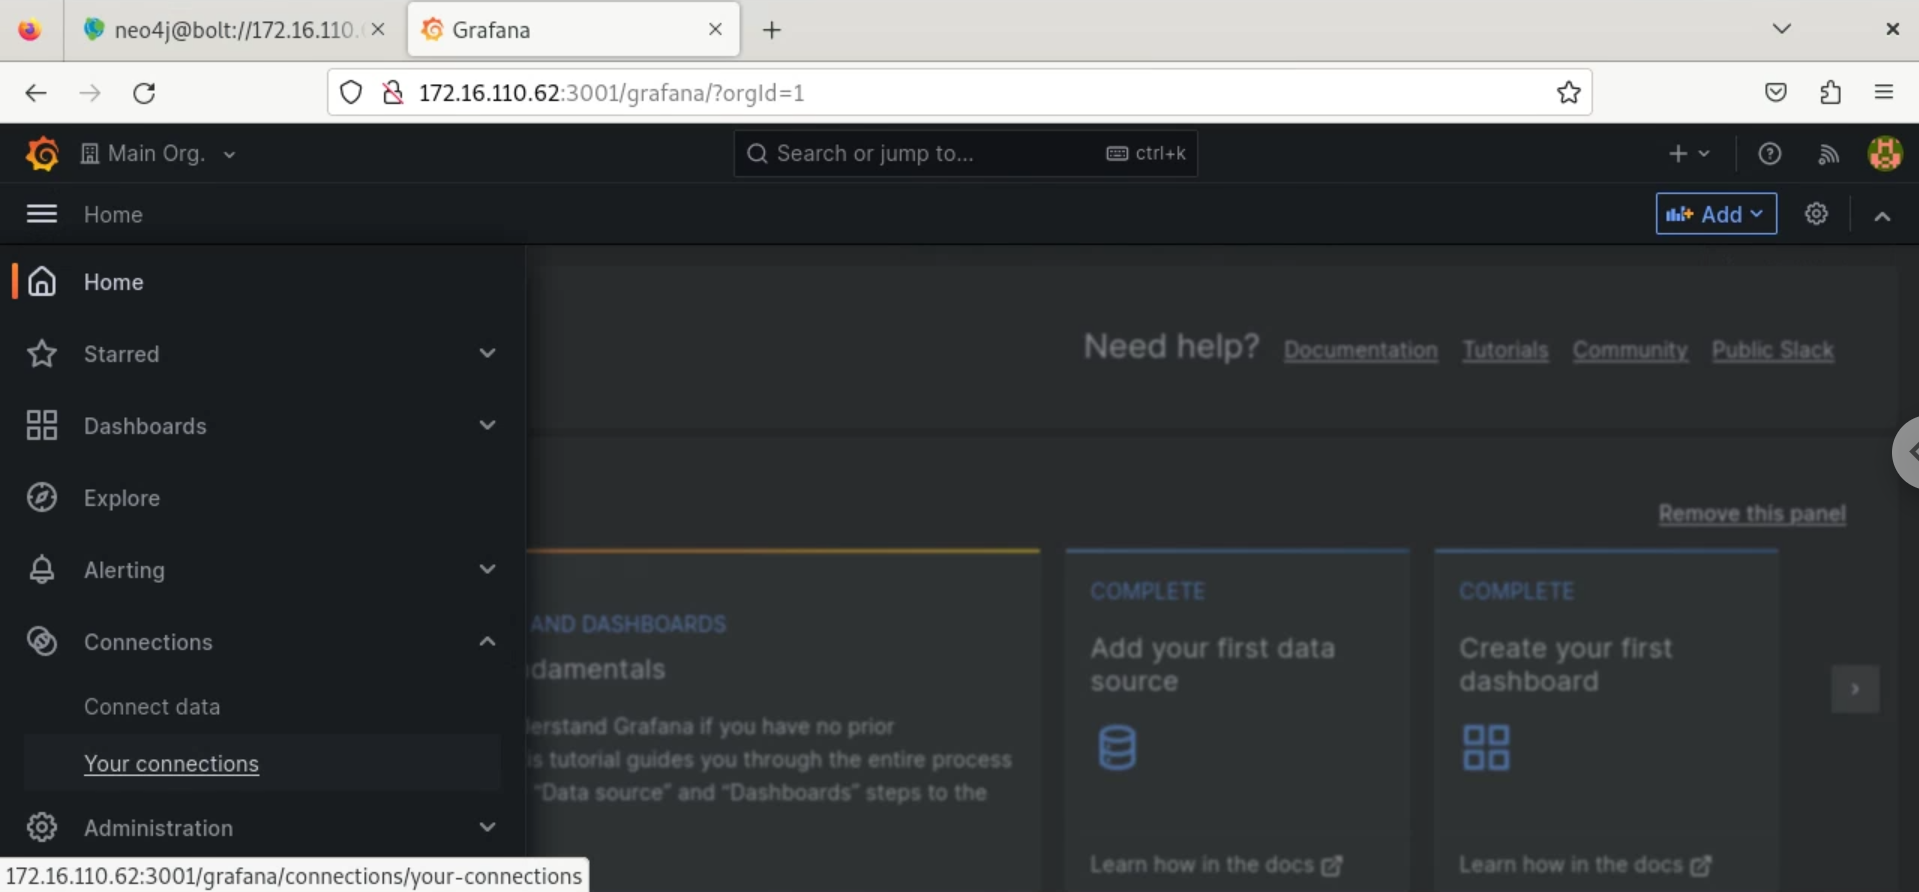 neo4j@bolt://172.16.110.
Grafana
172.16.110.62:3001/grafana/?orgId=1
Main Org.
Search or jump to...
ctrl+k
Home
Add
Home
Starred
Dashboards
Explore
Alerting
Connections
Connect data
Your connections
Administration
Need help?
Documentation
Tutorials
Community
Public Slack
Remove this panel
AND DASHBOARDS
damentals
erstand Grafana if you have no prior
s tutorial guides you through the entire process
“Data source” and “Dashboards” steps to the
COMPLETE
Add your first data
source
Learn how in the docs
COMPLETE
Create your first
dashboard
Learn how in the docs
172.16.110.62:3001/grafana/connections/your-connections